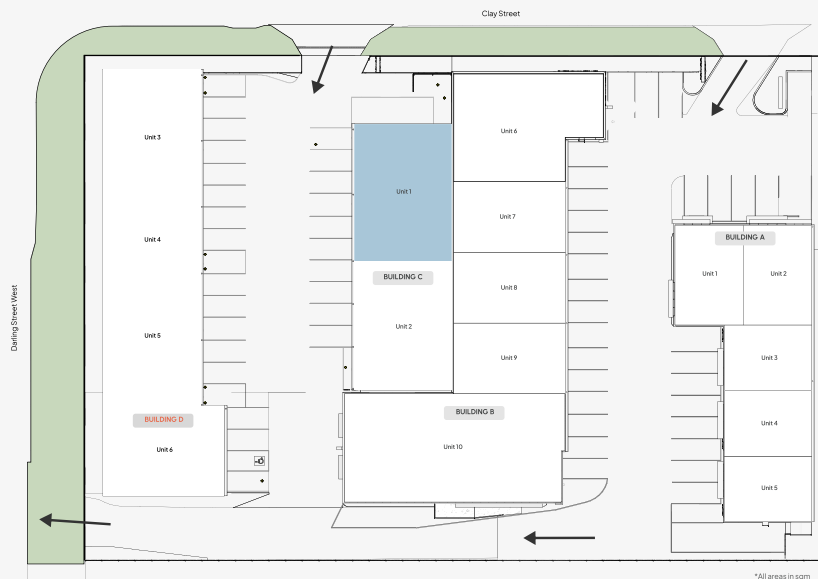 Clay Street
Darling Street West
Unit 3
Unit 4
Unit 5
BUILDING D
Unit 6
Unit 1
BUILDING C
Unit 2
Unit 6
Unit 7
Unit 8
Unit 9
BUILDING B
Unit 10
BUILDING A
Unit 1
Unit 2
Unit 3
Unit 4
Unit 5
*All areas in sqm